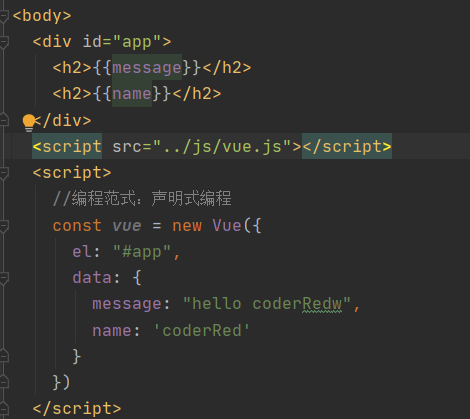 <body>
<div id="app">
<h2>{{message}}</h2>
<h2>{{name}}</h2>
</div>
<script src="../js/vue.js"></script>
<script>
//编程范式：声明式编程
const vue = new Vue({
el: "#app",
data: {
message: "hello coderRedw",
name: 'coderRed'
}
})
</script>